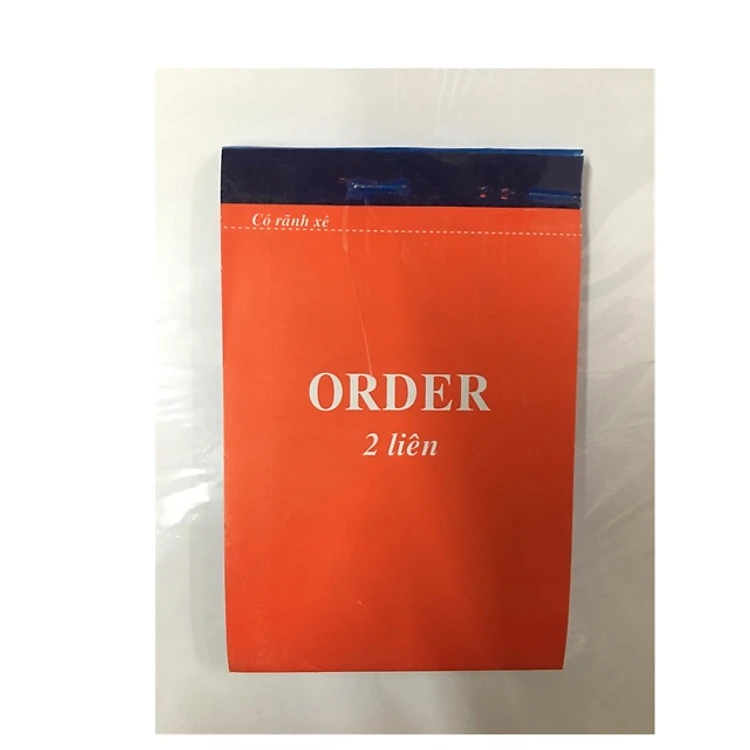 Có rãnh xé
ORDER
2 liên